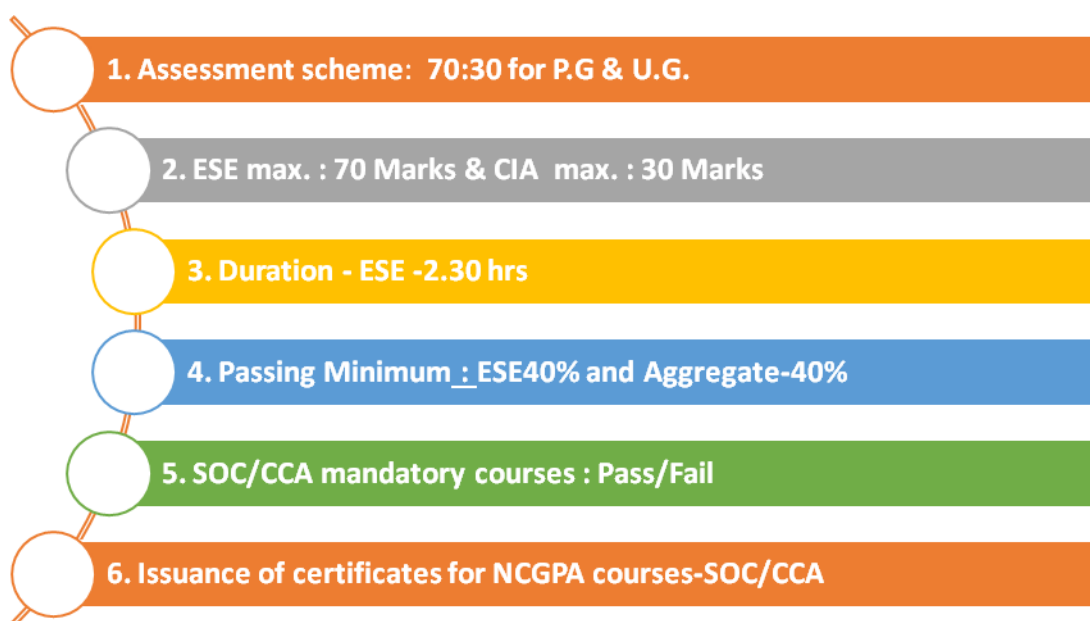 1. Assessment scheme: 70:30 for P.G & U.G.
2. ESE max. : 70 Marks & CIA max. : 30 Marks
3. Duration - ESE -2.30 hrs
4. Passing Minimum : ESE40% and Aggregate-40%
5. SOC/CCA mandatory courses : Pass/Fail
6. Issuance of certificates for NCGPA courses-SOC/CCA